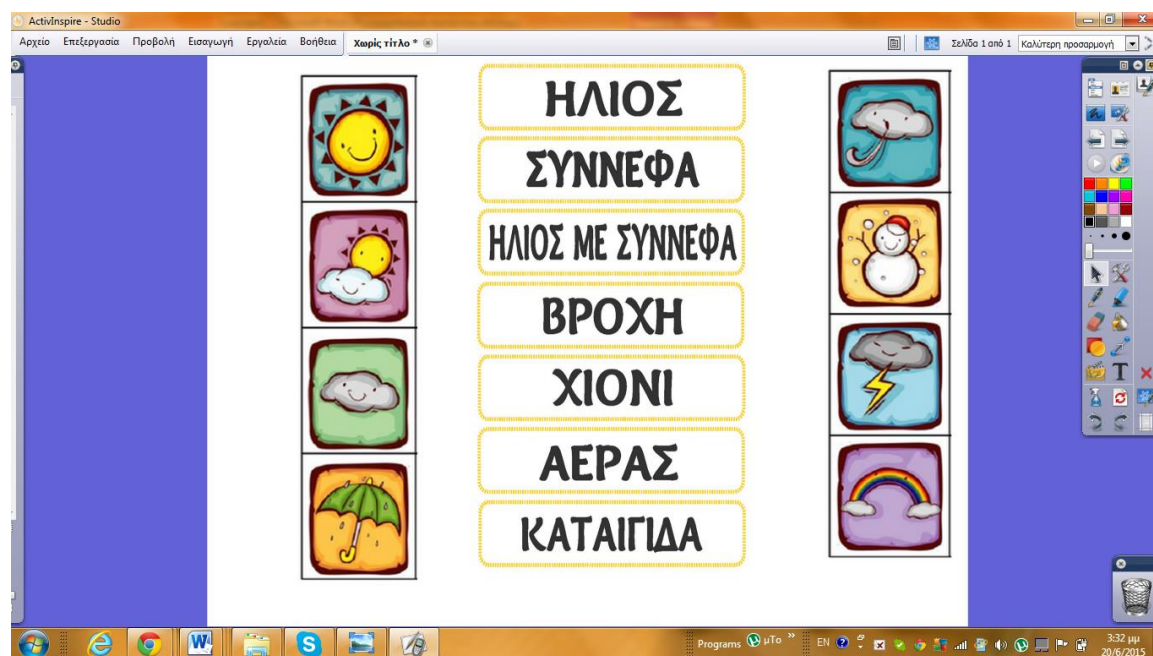 ActivInspire - Studio
Αρχείο Επεξεργασία Προβολή Εισαγωγή Εργαλεία Βοήθεια Χωρίς τίτλο *
Σελίδα 1 από 1 Καλύτερη προσαρμογή
ΗΛΙΟΣ
ΣΥΝΝΕΦΑ
ΗΛΙΟΣ ΜΕ ΣΥΝΝΕΦΑ
ΒΡΟΧΗ
ΧΙΟΝΙ
ΑΕΡΑΣ
ΚΑΤΑΙΓΙΔΑ
Programs µTo » EN 3:32 μμ
20/6/2015